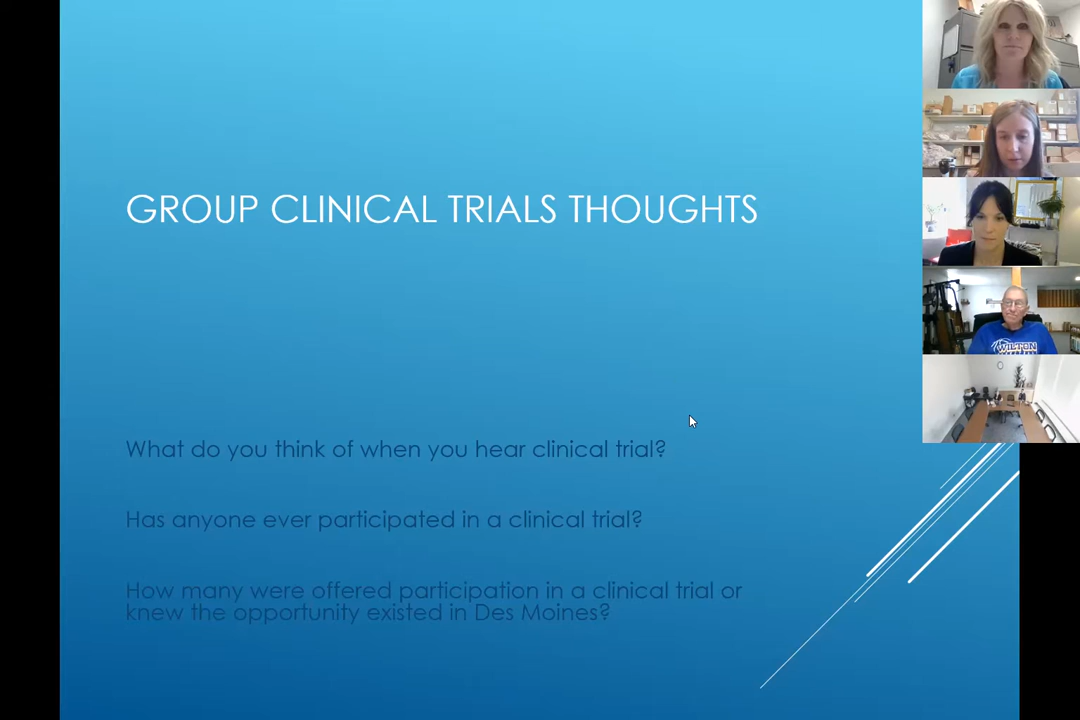 GROUP CLINICAL TRIALS THOUGHTS
What do you think of when you hear clinical trial?
Has anyone ever participated in a clinical trial?
How many were offered participation in a clinical trial or
knew the opportunity existed in Des Moines?
WILTON